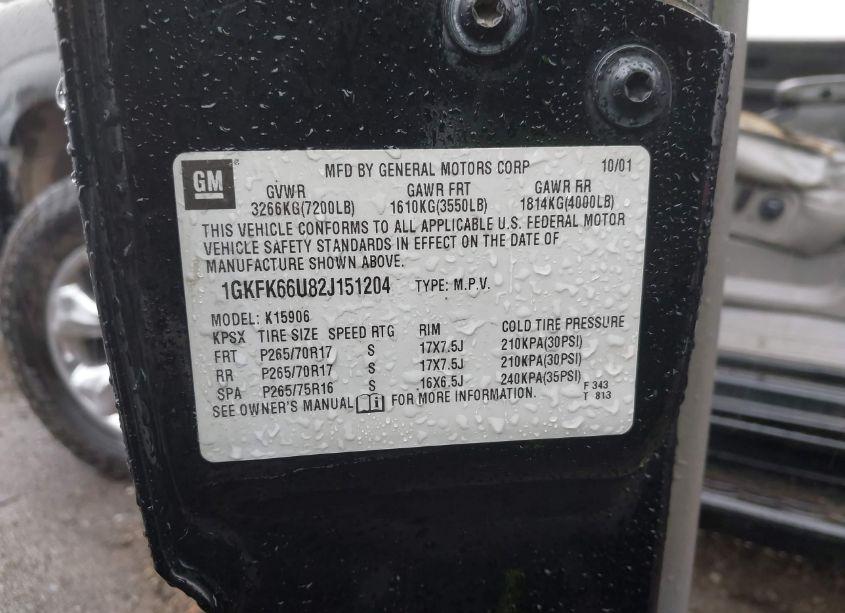 GM ® MFD BY GENERAL MOTORS CORP 10/01
GVWR GAWR FRT GAWR RR
3266KG(7200LB) 1610KG(3550LB) 1814KG(4000LB)
THIS VEHICLE CONFORMS TO ALL APPLICABLE U.S. FEDERAL MOTOR
VEHICLE SAFETY STANDARDS IN EFFECT ON THE DATE OF
MANUFACTURE SHOWN ABOVE.
1GKFK66U82J151204 TYPE: M.P.V.
MODEL: K15906
KPSX TIRE SIZE SPEED RTG RIM COLD TIRE PRESSURE
FRT P265/70R17 S 17X7.5J 210KPA(30PSI)
RR P265/70R17 S 17X7.5J 210KPA(30PSI)
SPA P265/75R16 S 16X6.5J 240KPA(35PSI) F 343
SEE OWNER'S MANUAL FOR MORE INFORMATION. T 813